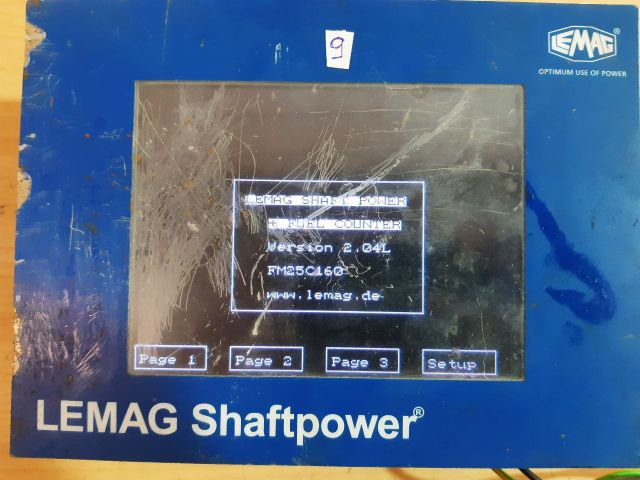 9
LEMAG®
OPTIMUM USE OF POWER
LEMAG SHAFT POWER
+ FUEL COUNTER
Version 2.04L
FM25C160
www.lemag.de
Page 1
Page 2
Page 3
Setup
LEMAG Shaftpower®